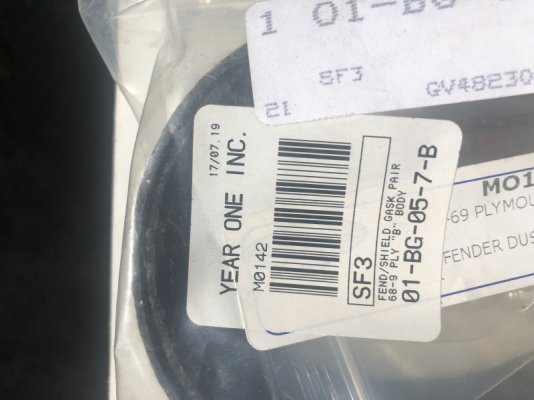 1 01-BG
SF3
21
GV48230
17/07.19
YEAR ONE INC.
M0142
SF3
FEND/SHIELD GASK PAIR
68-9 PLY "B" BODY
01-BG-05-7-B
MO1
-69 PLYMOU
FENDER DUS